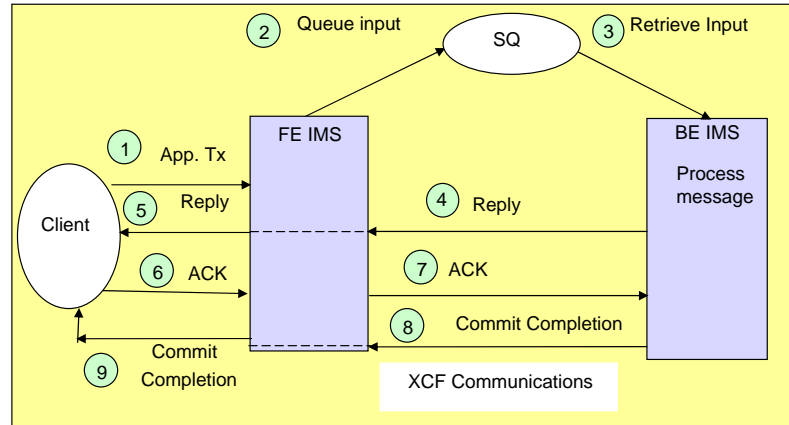 2 Queue input
SQ
3 Retrieve Input
FE IMS
BE IMS
Process
message
1 App. Tx
5 Reply
4 Reply
Client
6 ACK
7 ACK
8 Commit Completion
9 Commit
Completion
XCF Communications